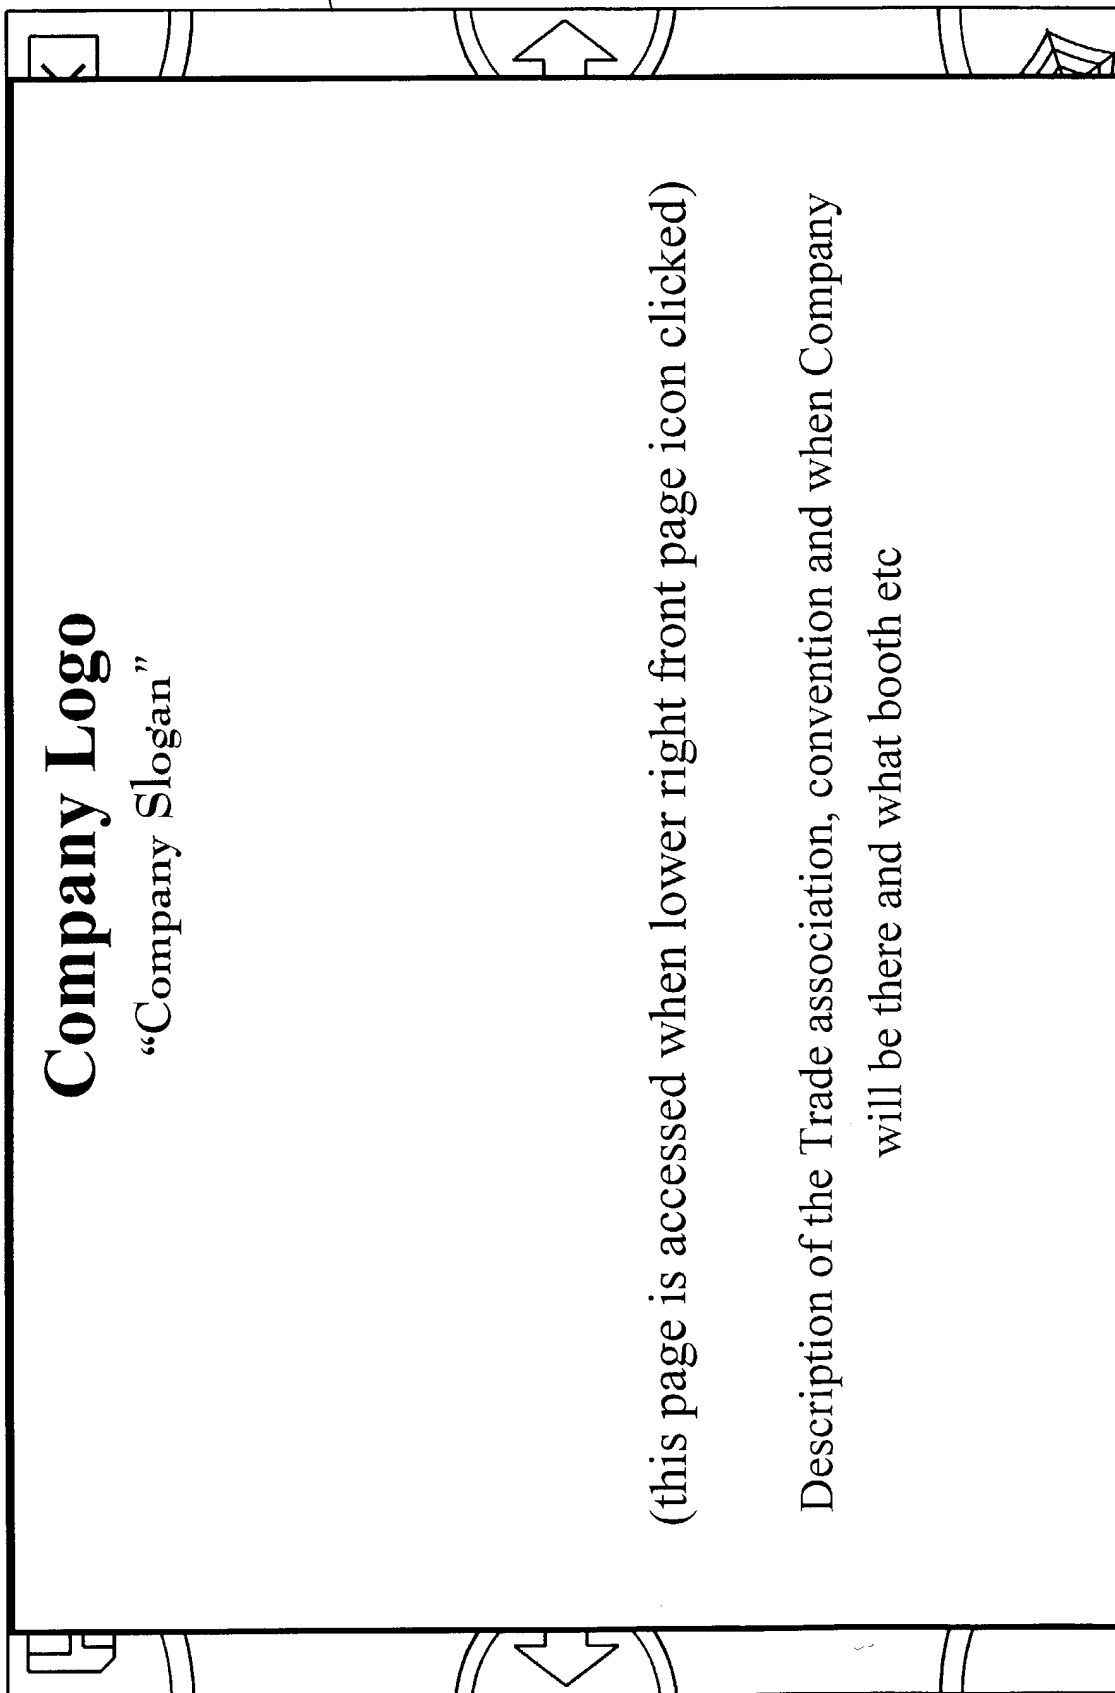 Company Logo
“Company Slogan”
(this page is accessed when lower right front page icon clicked)
Description of the Trade association, convention and when Company
will be there and what booth etc